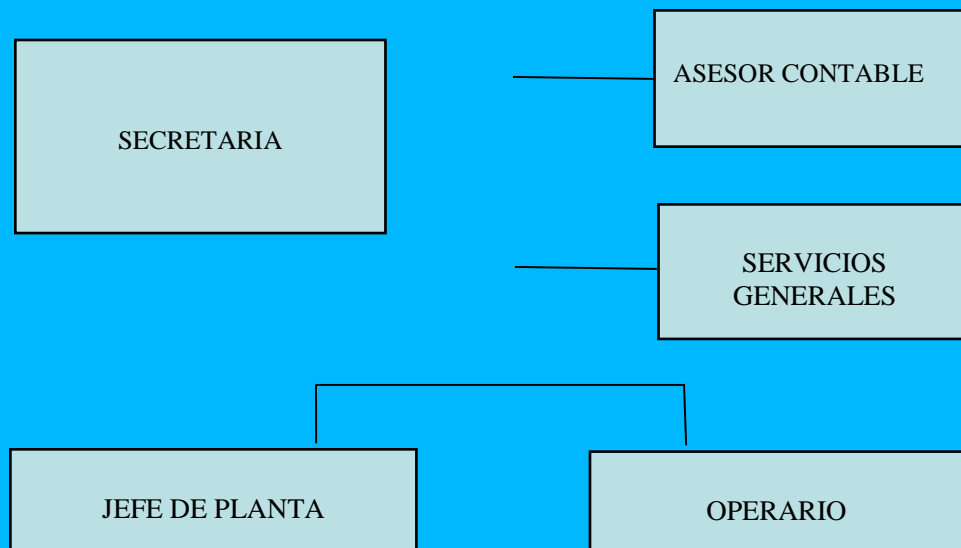 SECRETARIA
ASESOR CONTABLE
SERVICIOS
GENERALES
JEFE DE PLANTA
OPERARIO